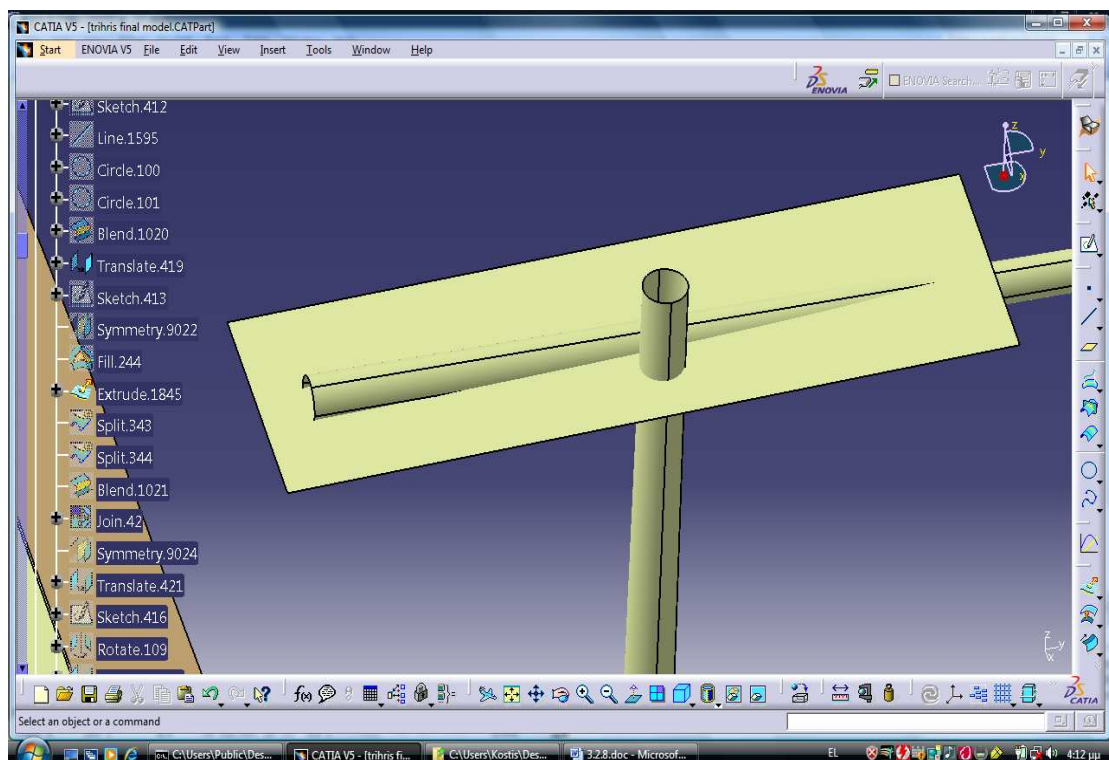 CATIA V5 - [trihris final model.CATPart]
Start ENOVIA V5 File Edit View Insert Tools Window Help
ENOVIA
ENOVIA Search...
Sketch.412
Line.1595
Circle.100
Circle.101
Blend.1020
Translate.419
Sketch.413
Symmetry.9022
Fill.244
Extrude.1845
Split.343
Split.344
Blend.1021
Join.42
Symmetry.9024
Translate.421
Sketch.416
Rotate.109
z
y
x
z
y
x
f(x)
CATIA
Select an object or a command
C:\Users\Public\Des...
CATIA V5 - [trihris fi...
C:\Users\Kostis\Des...
3.2.8.doc - Microsof...
EL
4:12 μμ